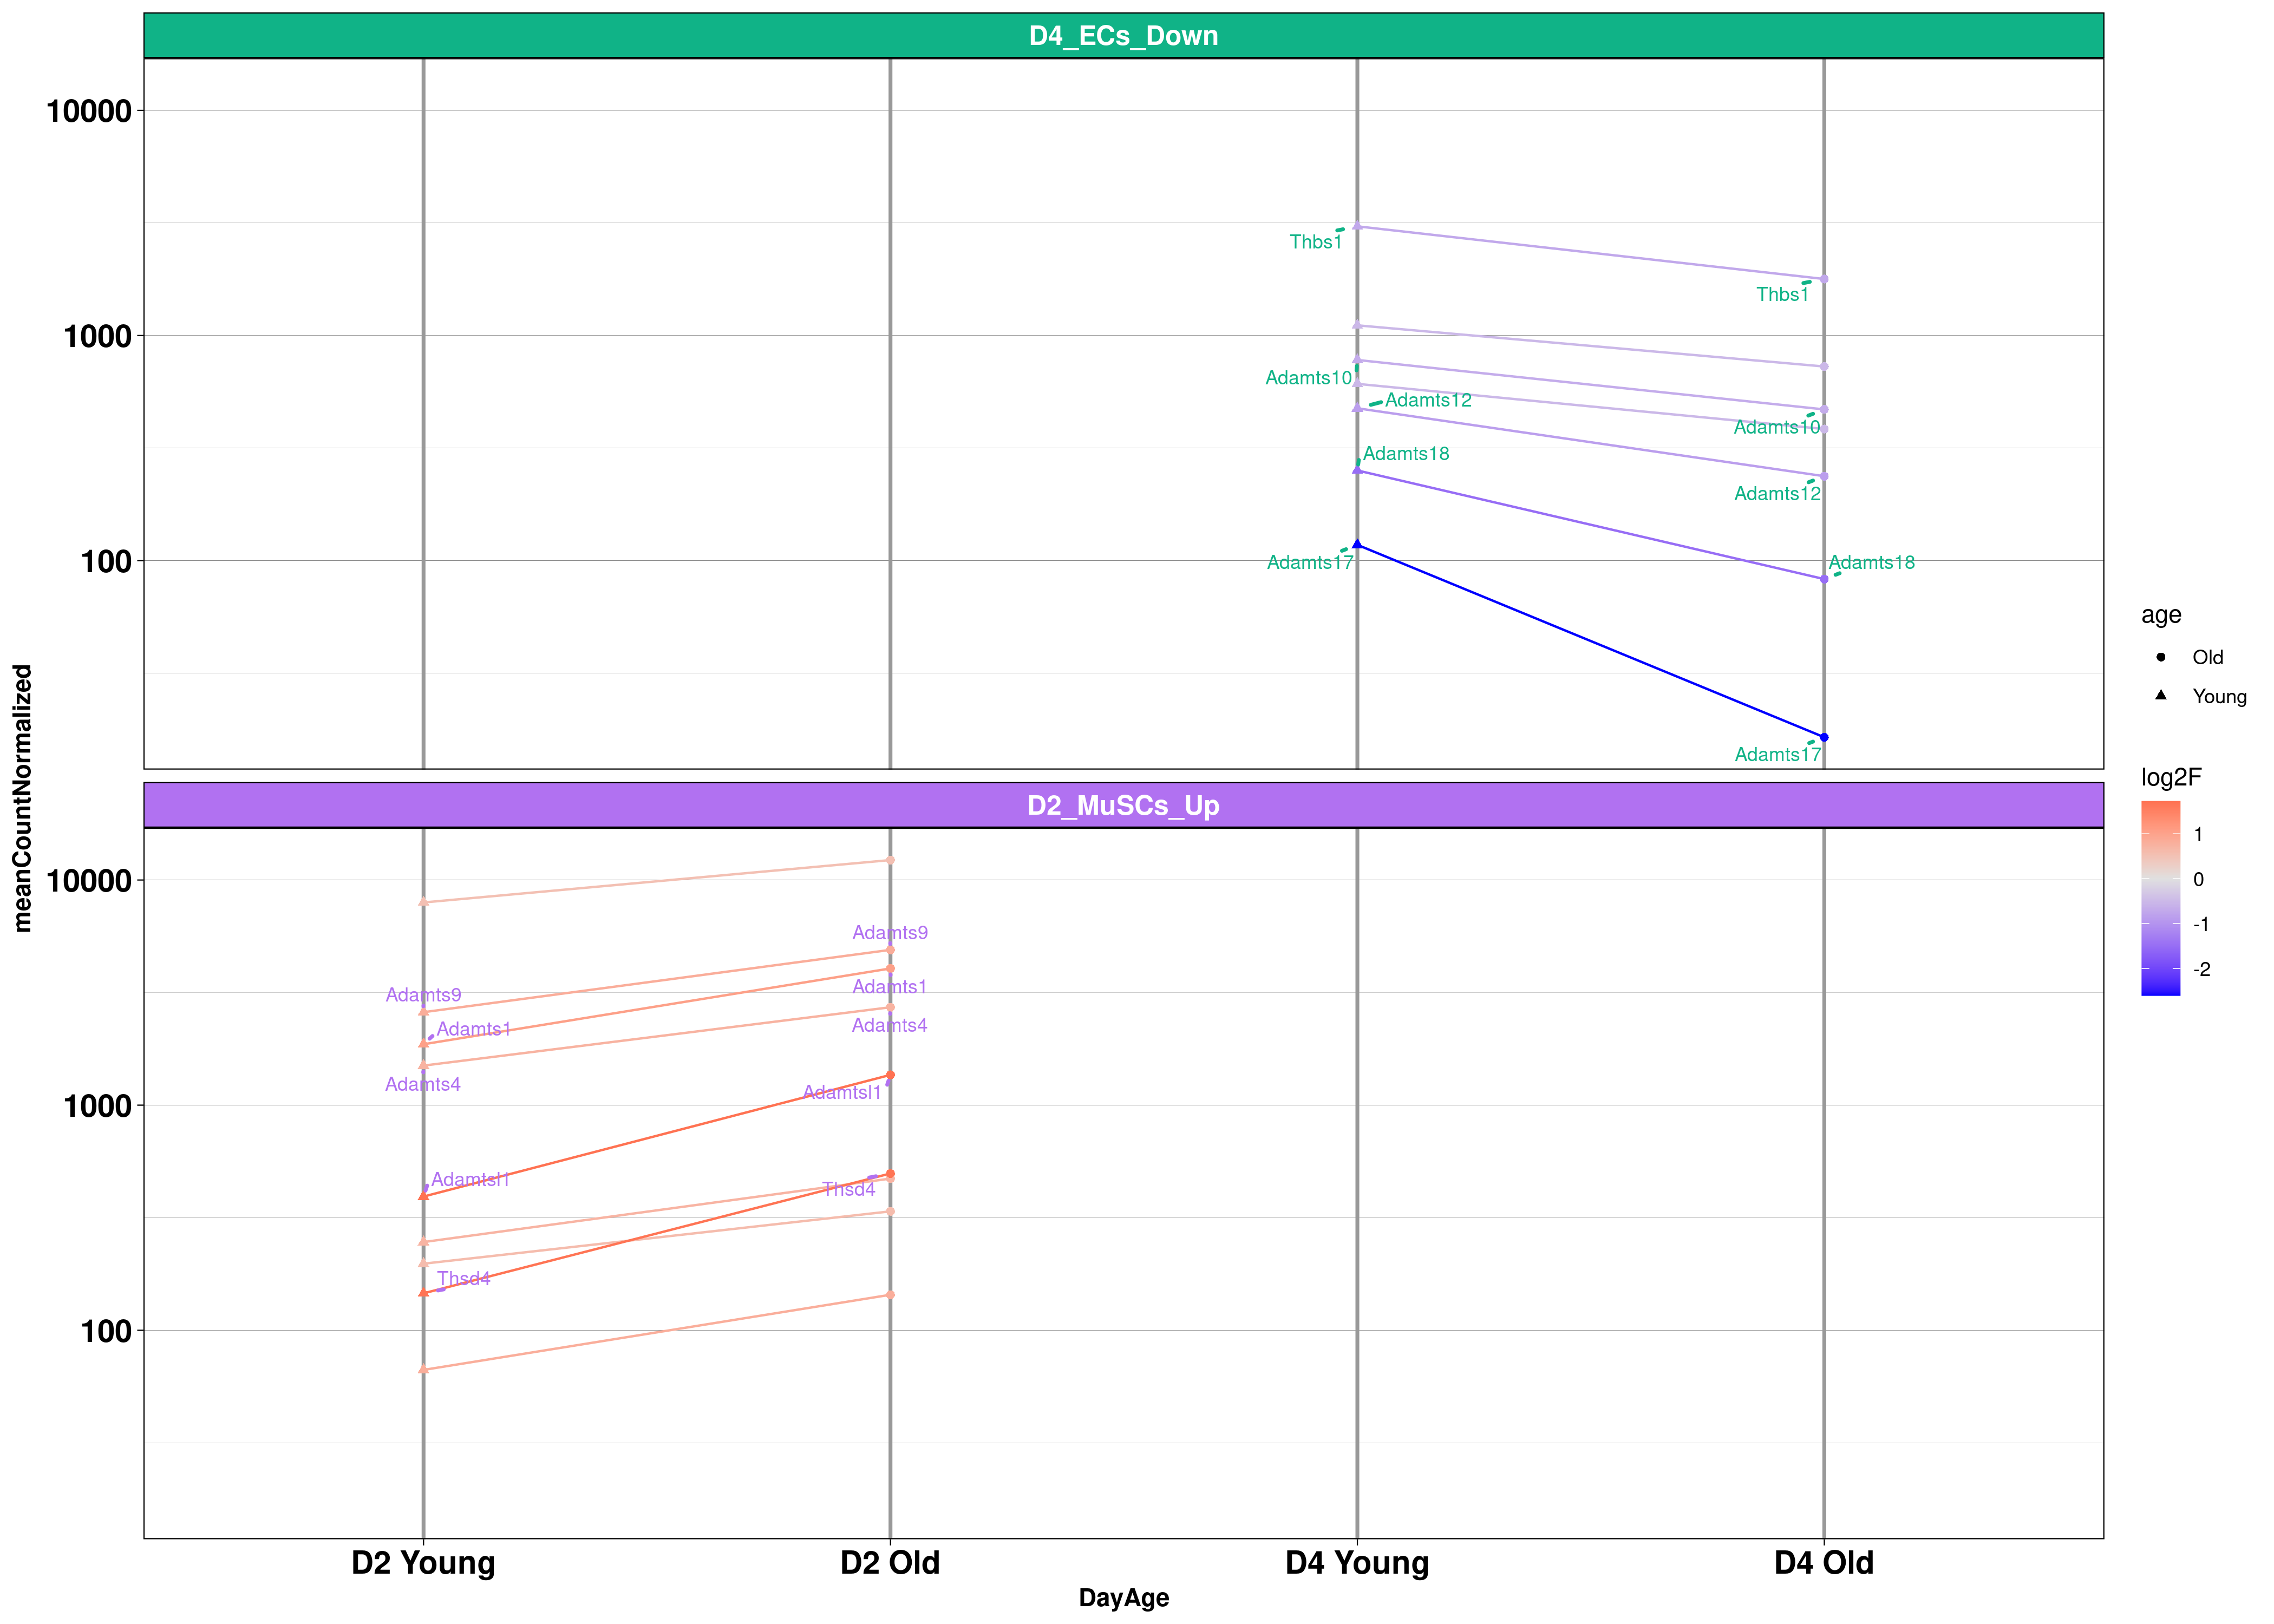 D4_ECs_Down
10000
1000
100
Thbs1
Thbs1
Adamts10
Adamts12
Adamts10
Adamts18
Adamts12
Adamts17
Adamts18
Adamts17
meanCountNormalized
D2_MuSCs_Up
10000
1000
100
Adamts9
Adamts9
Adamts1
Adamts1
Adamts4
Adamts4
Adamtsl1
Adamtsl1
Thsd4
Thsd4
D2 Young
D2 Old
D4 Young
D4 Old
DayAge
age
Old
Young
log2F
1
0
-1
-2